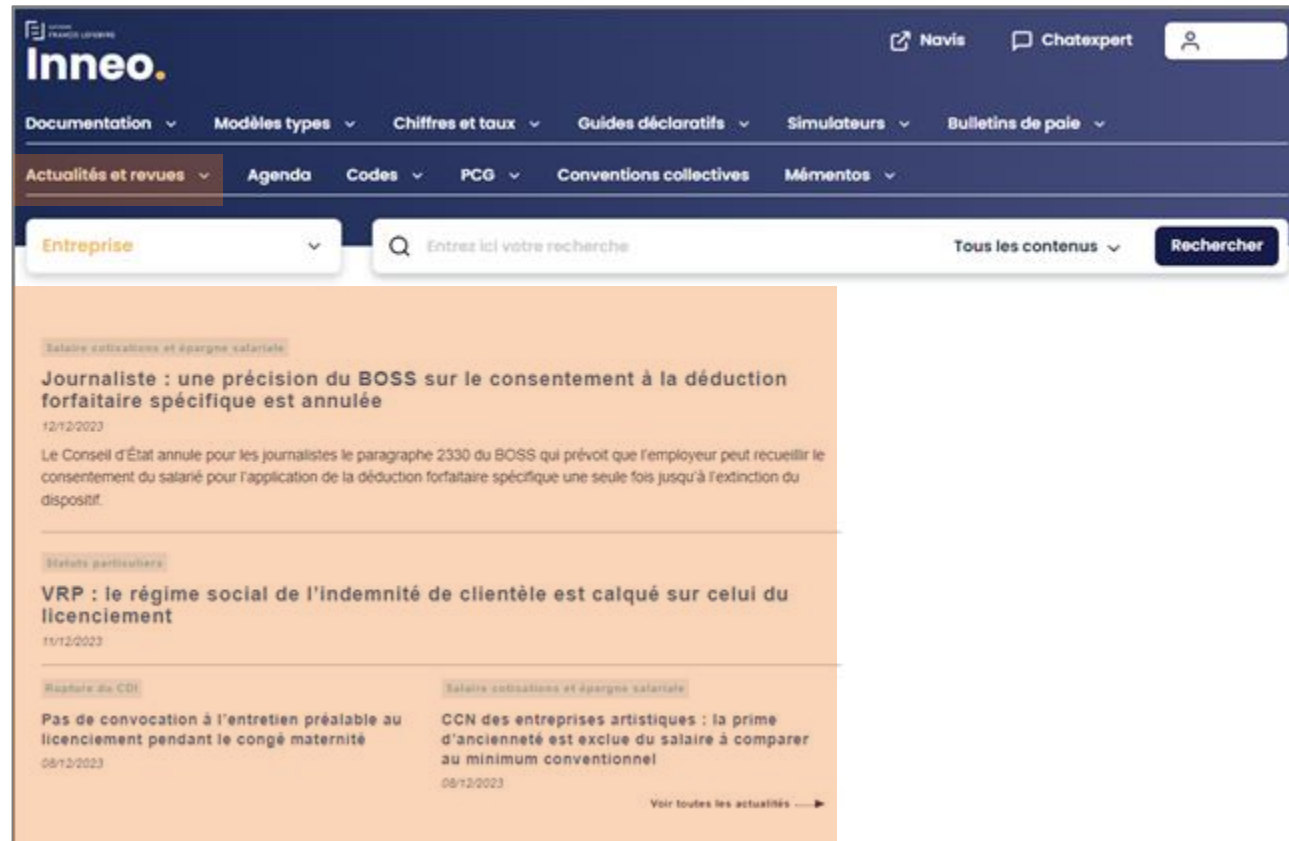 ÉDITIONS
FRANCIS LEFEBVRE
Inneo.
Navis Chatexpert
Documentation Modèles types Chiffres et taux Guides déclaratifs Simulateurs Bulletins de paie
Actualités et revues Agenda Codes PCG Conventions collectives Mémentos
Entreprise Entrez ici votre recherche Tous les contenus Rechercher
Salaire cotisations et épargne salariale
Journaliste : une précision du BOSS sur le consentement à la déduction
forfaitaire spécifique est annulée
12/12/2023
Le Conseil d'État annule pour les journalistes le paragraphe 2330 du BOSS qui prévoit que l'employeur peut recueillir le
consentement du salarié pour l'application de la déduction forfaitaire spécifique une seule fois jusqu'à l'extinction du
dispositif.
Statuts particuliers
VRP : le régime social de l'indemnité de clientèle est calqué sur celui du
licenciement
11/12/2023
Rupture du CDI
Pas de convocation à l'entretien préalable au
licenciement pendant le congé maternité
08/12/2023
Salaire cotisations et épargne salariale
CCN des entreprises artistiques : la prime
d'ancienneté est exclue du salaire à comparer
au minimum conventionnel
08/12/2023
Voir toutes les actualités